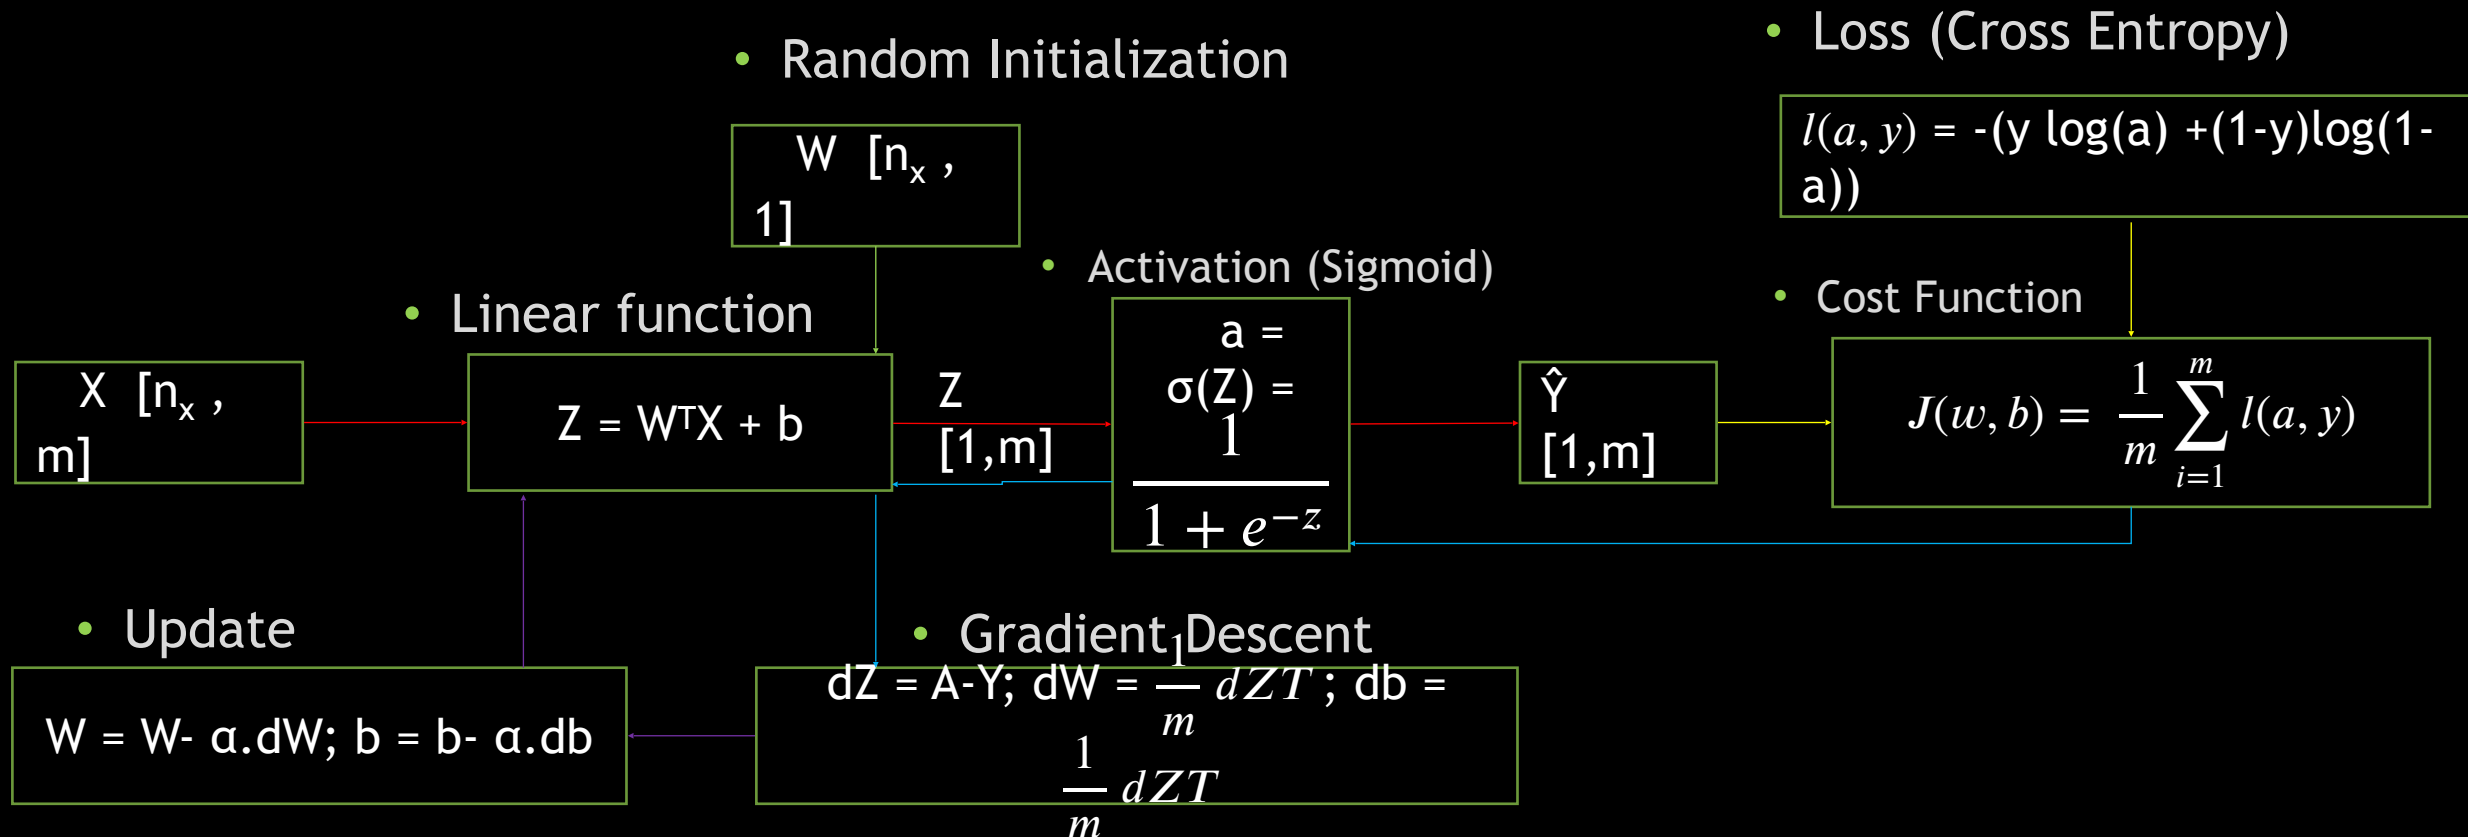 • Random Initialization
• Loss (Cross Entropy)
W [nₓ ,
1]
l(a, y) = -(y log(a) +(1-y)log(1-
a))
• Activation (Sigmoid)
• Linear function
• Cost Function
X [nₓ ,
m]
Z = WᵀX + b
Z
[1,m]
a =
σ(Z) =
1
1 + e⁻ᶻ
Ŷ
[1,m]
J(w, b) = 1/m ∑_{i=1}^{m} l(a, y)
• Update
• Gradient Descent
W = W- α.dW; b = b- α.db
dZ = A-Y; dW = 1/m dZT ; db =
1/m dZT